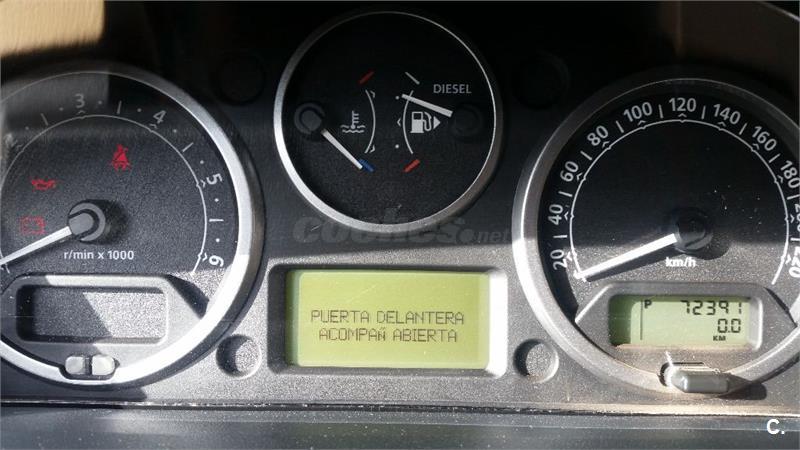 3
4
5
6
r/min x 1000
DIESEL
coches.net
PUERTA DELANTERA
ACOMPAÑ ABIERTA
20
40
60
80
100
120
140
160
180
220
km/h
P 72391
0.0
KM
C.